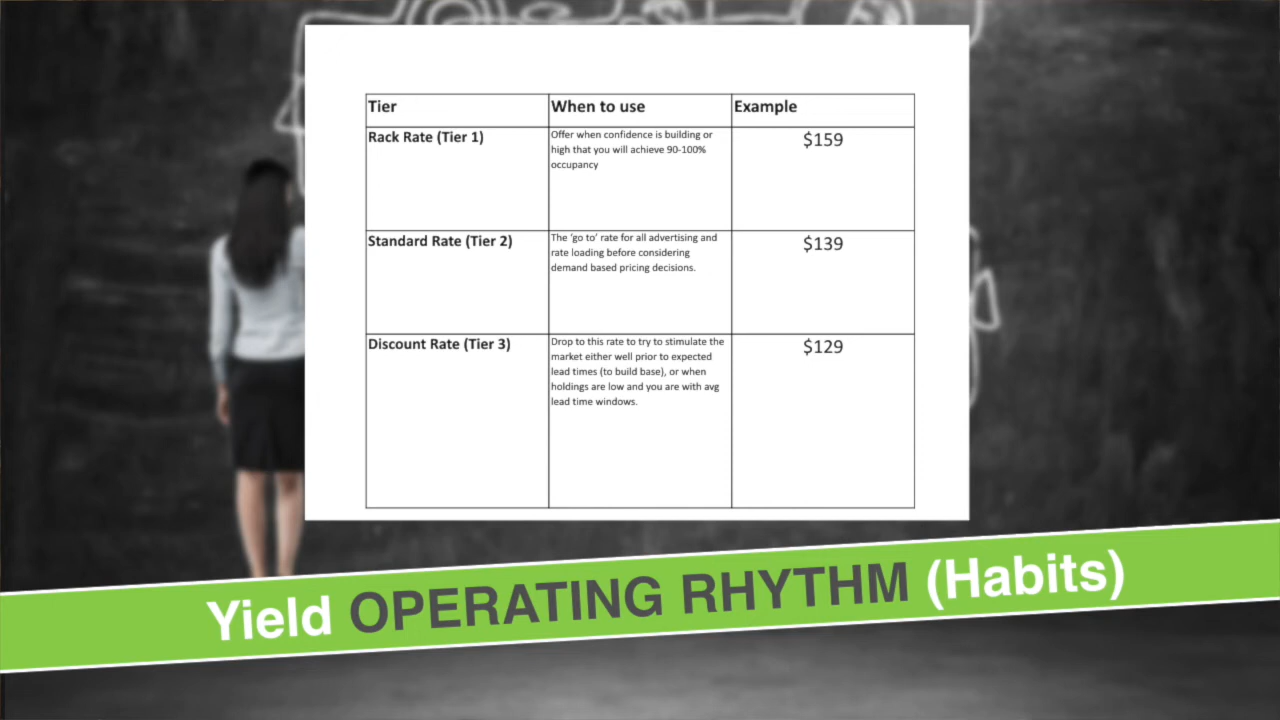 Tier
When to use
Example
Rack Rate (Tier 1)
Offer when confidence is building or
high that you will achieve 90-100%
occupancy
$159
Standard Rate (Tier 2)
The ‘go to’ rate for all advertising and
rate loading before considering
demand based pricing decisions.
$139
Discount Rate (Tier 3)
Drop to this rate to try to stimulate the
market either well prior to expected
lead times (to build base), or when
holdings are low and you are with avg
lead time windows.
$129
Yield OPERATING RHYTHM (Habits)